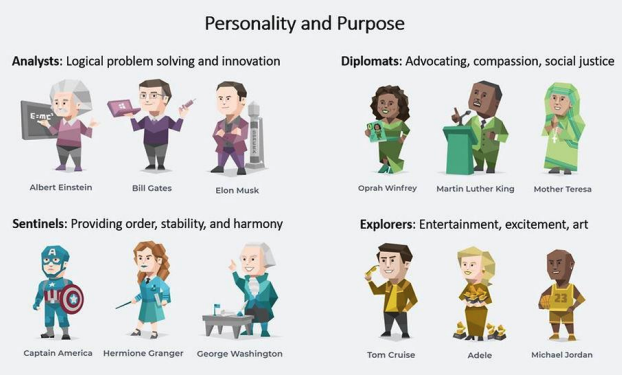 Personality and Purpose
Analysts: Logical problem solving and innovation
E=mc²
Albert Einstein
Bill Gates
Elon Musk
Diplomats: Advocating, compassion, social justice
Oprah Winfrey
Martin Luther King
Mother Teresa
Sentinels: Providing order, stability, and harmony
A
Captain America
Hermione Granger
George Washington
Explorers: Entertainment, excitement, art
23
Tom Cruise
Adele
Michael Jordan